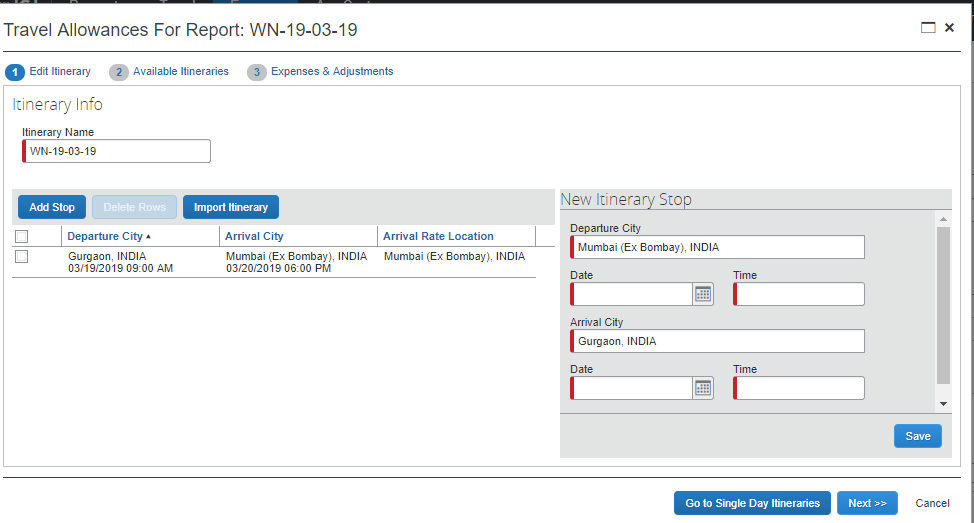 Travel Allowances For Report: WN-19-03-19
1 Edit Itinerary 2 Available Itineraries 3 Expenses & Adjustments
Itinerary Info
Itinerary Name
WN-19-03-19
Add Stop Delete Rows Import Itinerary
Departure City Arrival City Arrival Rate Location
Gurgaon, INDIA Mumbai (Ex Bombay), INDIA Mumbai (Ex Bombay), INDIA
03/19/2019 09:00 AM 03/20/2019 06:00 PM
New Itinerary Stop
Departure City
Mumbai (Ex Bombay), INDIA
Date Time
Arrival City
Gurgaon, INDIA
Date Time
Save
Go to Single Day Itineraries Next >> Cancel